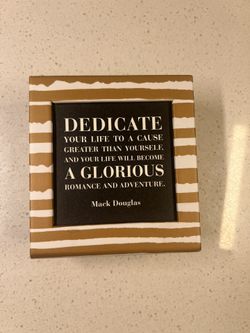 DEDICATE
YOUR LIFE TO A CAUSE
GREATER THAN YOURSELF,
AND YOUR LIFE WILL BECOME
A GLORIOUS
ROMANCE AND ADVENTURE.
Mack Douglas